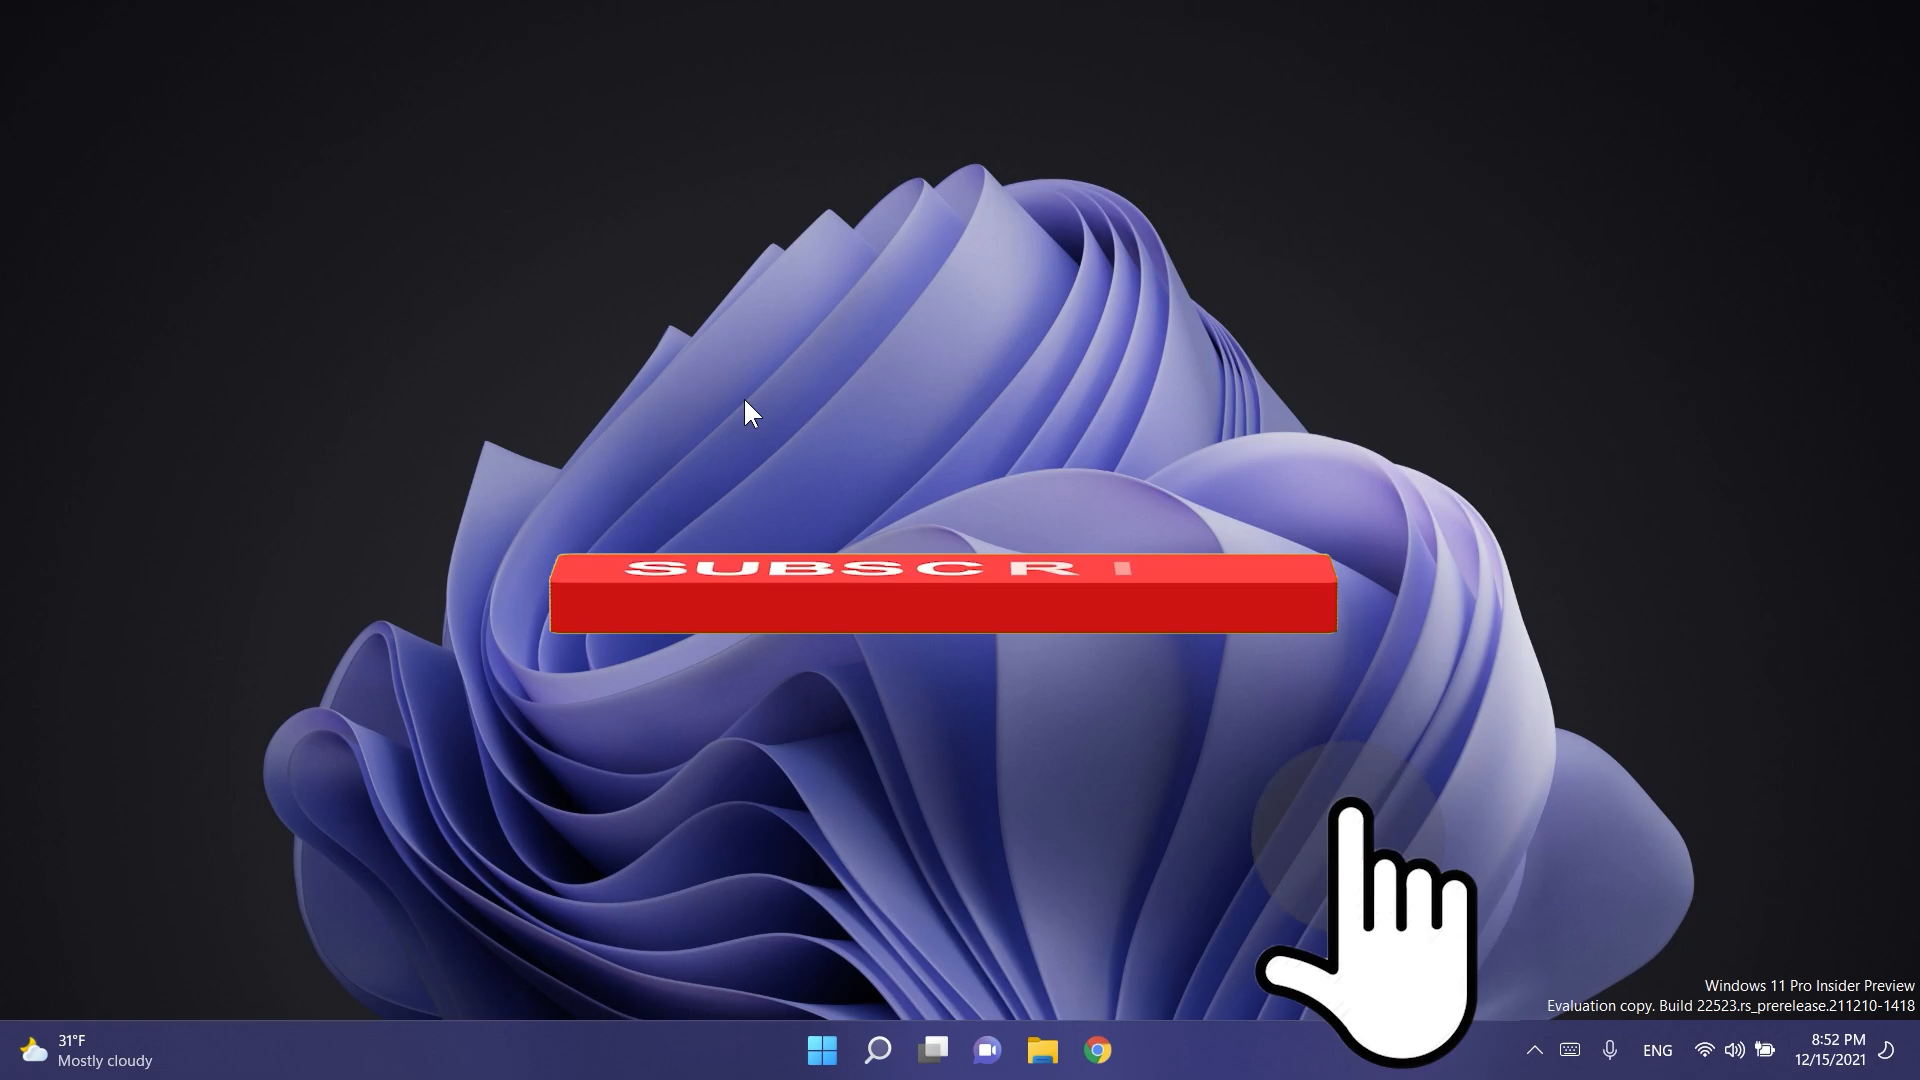 SUBSCRI
Windows 11 Pro Insider Preview
Evaluation copy. Build 22523.rs_prerelease.211210-1418
31°F
Mostly cloudy
ENG
8:52 PM
12/15/2021